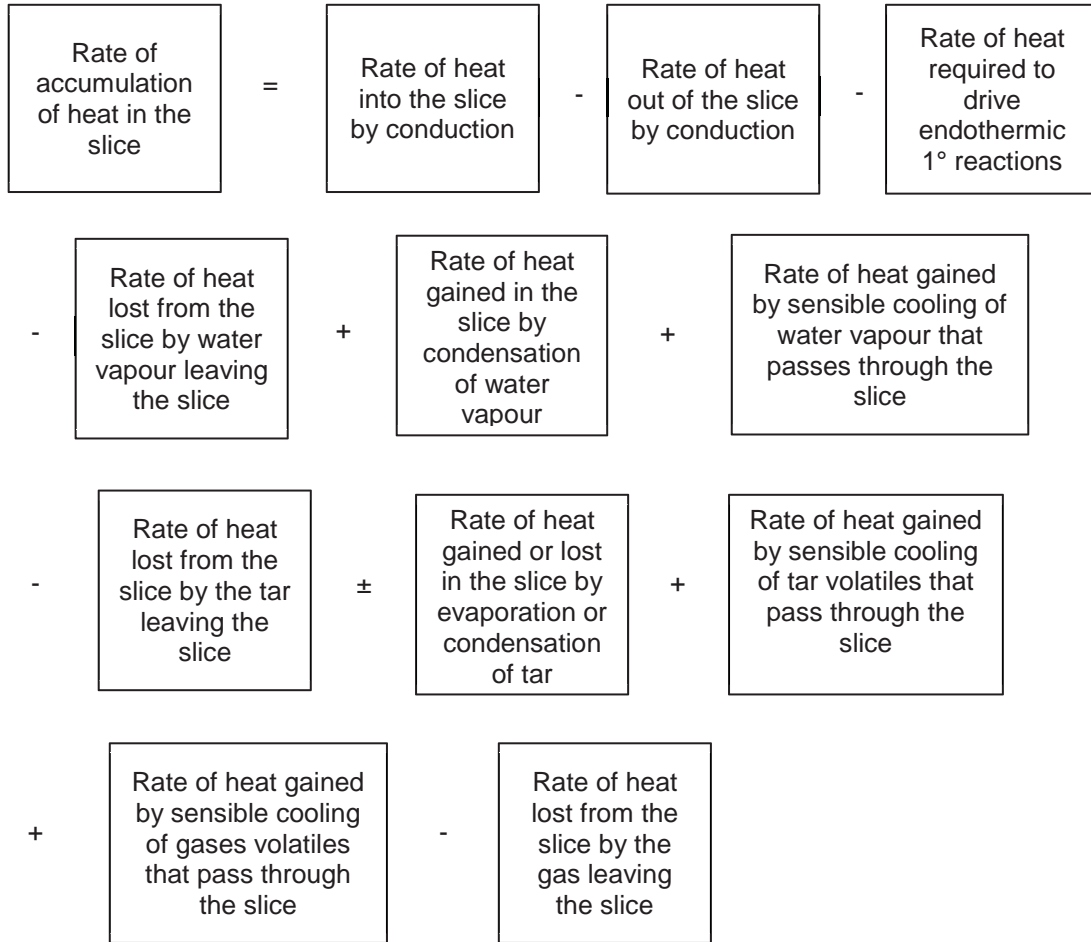 Rate of
accumulation
of heat in the
slice
=
Rate of heat
into the slice
by conduction
-
Rate of heat
out of the slice
by conduction
-
Rate of heat
required to
drive
endothermic
1° reactions
-
Rate of heat
lost from the
slice by water
vapour leaving
the slice
+
Rate of heat
gained in the
slice by
condensation
of water
vapour
+
Rate of heat gained
by sensible cooling of
water vapour that
passes through the
slice
-
Rate of heat
lost from the
slice by the tar
leaving the
slice
±
Rate of heat
gained or lost
in the slice by
evaporation or
condensation
of tar
+
Rate of heat gained
by sensible cooling
of tar volatiles that
pass through the
slice
+
Rate of heat gained
by sensible cooling
of gases volatiles
that pass through
the slice
-
Rate of heat
lost from the
slice by the
gas leaving
the slice